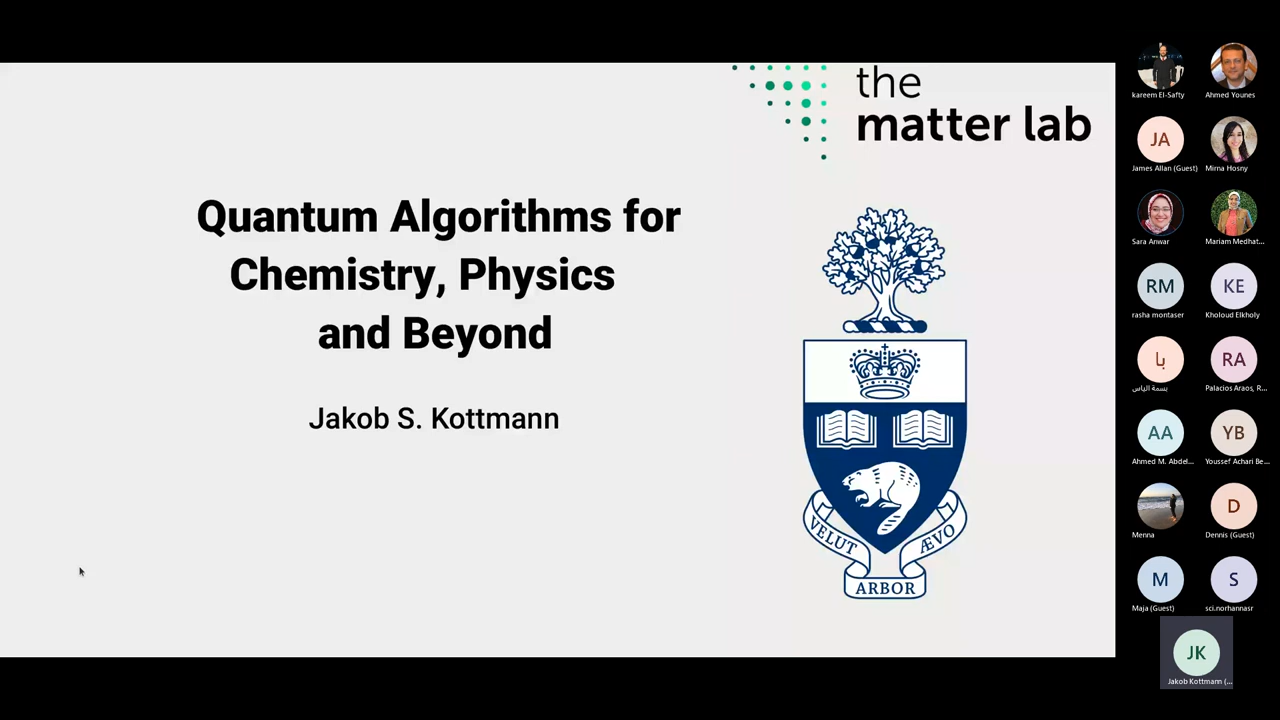 the
matter lab
Quantum Algorithms for
Chemistry, Physics
and Beyond
Jakob S. Kottmann
VELUT
ÆVO
ARBOR
kareem El-Safty
Ahmed Younes
JA
James Allan (Guest)
Mirna Hosny
Sara Anwar
Mariam Medhat...
RM
rasha montaser
KE
Kholoud Elkholy
با
بسمة الياس
RA
Palacios Araos, R...
AA
Ahmed M. Abdel...
YB
Youssef Achari Be...
Menna
D
Dennis (Guest)
M
Maja (Guest)
S
sci.norhannasr
JK
Jakob Kottmann (...